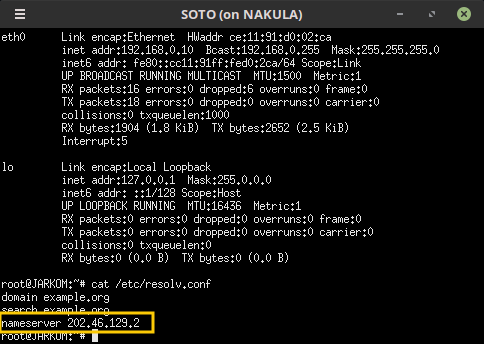 SOTO (on NAKULA)
eth0 Link encap:Ethernet HWaddr ce:11:91:d0:02:ca
inet addr:192.168.0.10 Bcast:192.168.0.255 Mask:255.255.255.0
inet6 addr: fe80::cc11:91ff:fed0:2ca/64 Scope:Link
UP BROADCAST RUNNING MULTICAST MTU:1500 Metric:1
RX packets:16 errors:0 dropped:6 overruns:0 frame:0
TX packets:18 errors:0 dropped:0 overruns:0 carrier:0
collisions:0 txqueuelen:1000
RX bytes:1904 (1.8 KiB) TX bytes:2652 (2.5 KiB)
Interrupt:5
lo Link encap:Local Loopback
inet addr:127.0.0.1 Mask:255.0.0.0
inet6 addr: ::1/128 Scope:Host
UP LOOPBACK RUNNING MTU:16436 Metric:1
RX packets:0 errors:0 dropped:0 overruns:0 frame:0
TX packets:0 errors:0 dropped:0 overruns:0 carrier:0
collisions:0 txqueuelen:0
RX bytes:0 (0.0 B) TX bytes:0 (0.0 B)
root@JARKOM:~# cat /etc/resolv.conf
domain example.org
search example.org
nameserver 202.46.129.2
root@JARKOM:~#